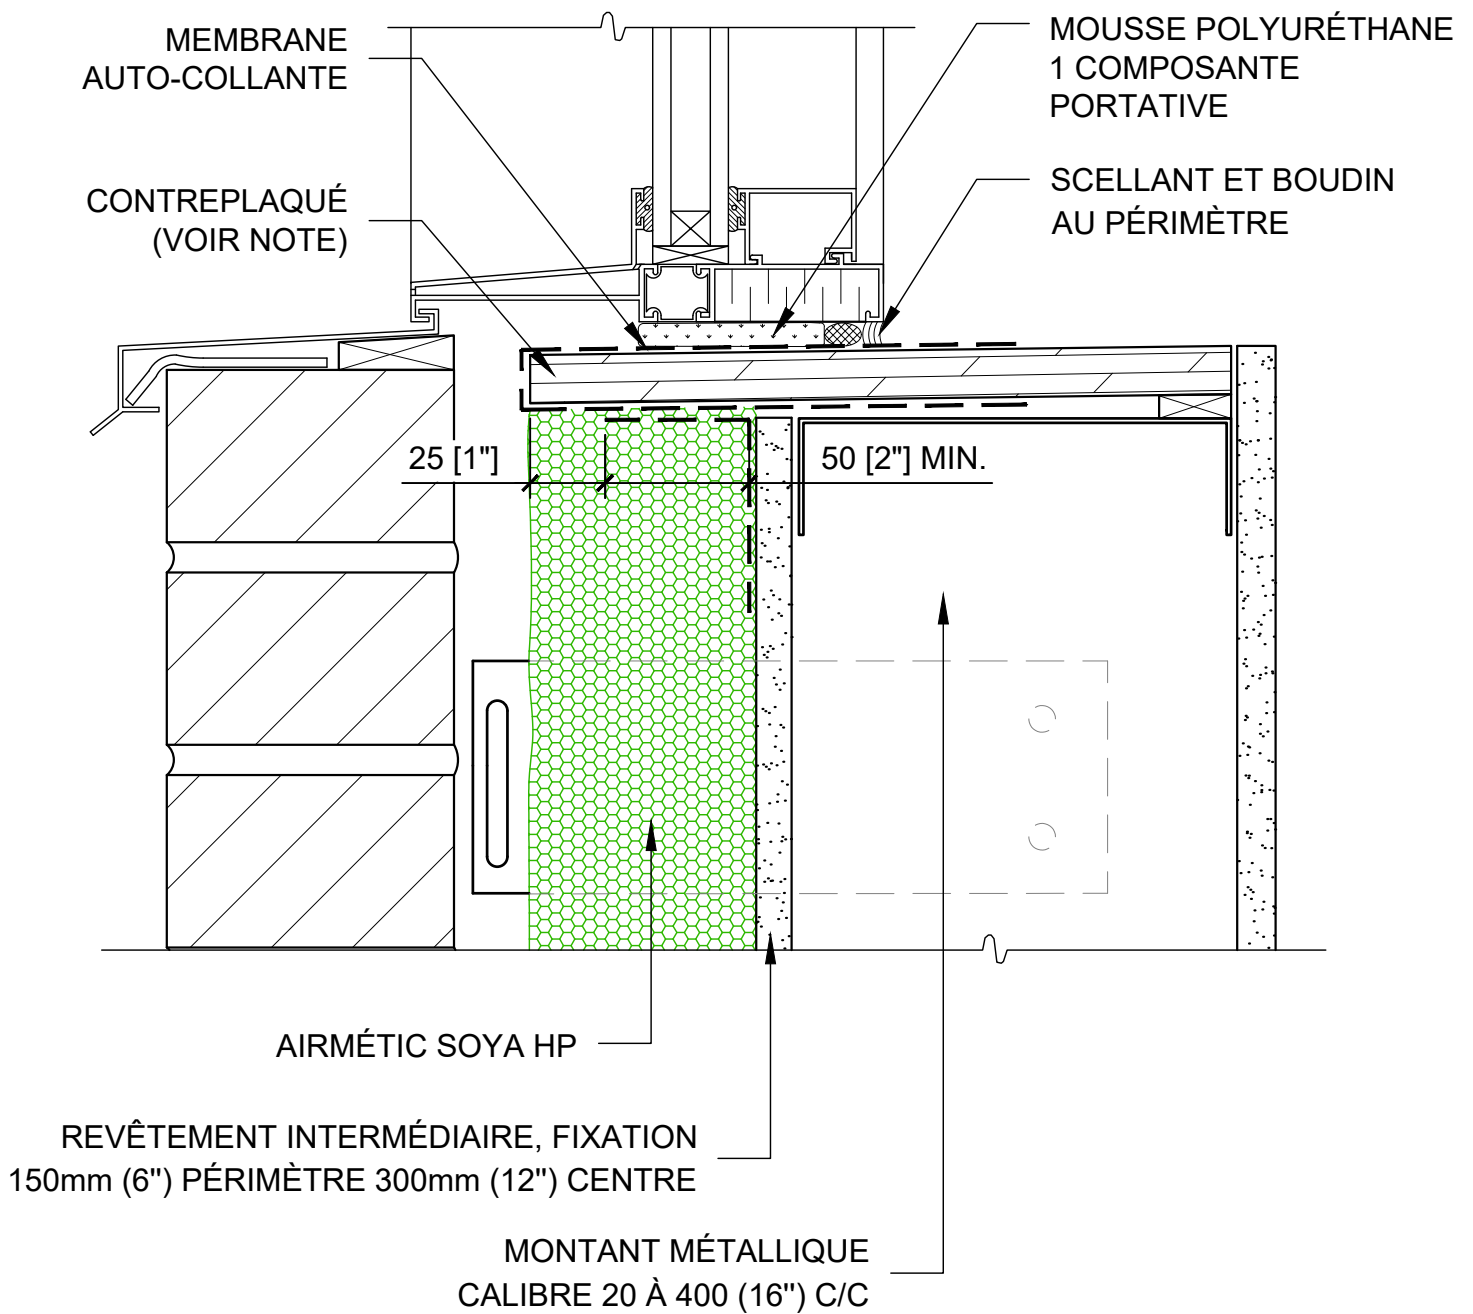 MEMBRANE
AUTO-COLLANTE
MOUSSE POLYURÉTHANE
1 COMPOSANTE
PORTATIVE
CONTREPLAQUÉ
(VOIR NOTE)
SCELLANT ET BOUDIN
AU PÉRIMÈTRE
25 [1"]
50 [2"] MIN.
AIRMÉTIC SOYA HP
REVÊTEMENT INTERMÉDIAIRE, FIXATION
150mm (6") PÉRIMÈTRE 300mm (12") CENTRE
MONTANT MÉTALLIQUE
CALIBRE 20 À 400 (16") C/C